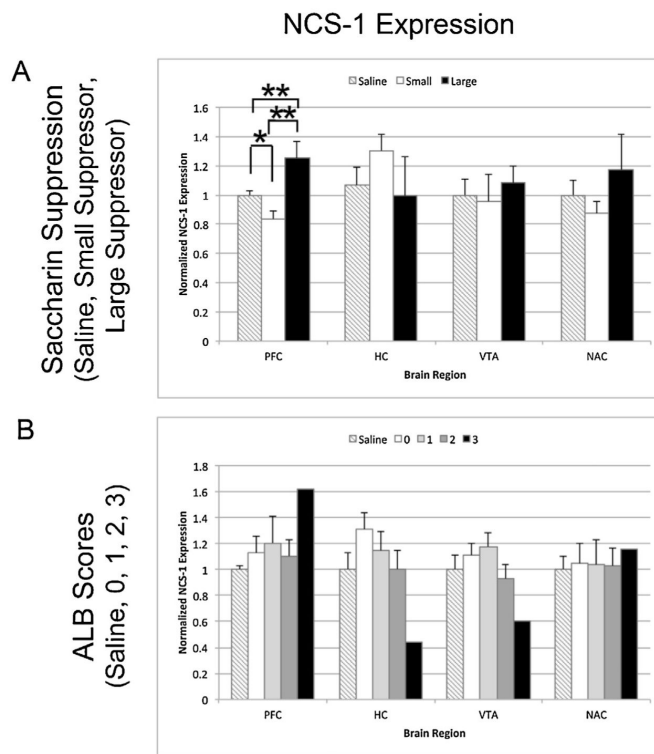 NCS-1 Expression
A
Saccharin Suppression
(Saline, Small Suppressor,
Large Suppressor)
Saline Small Large
Normalized NCS-1 Expression
1.6
1.4
1.2
1
0.8
0.6
0.4
0.2
0
**
**
*
PFC HC VTA NAC
Brain Region
B
ALB Scores
(Saline, 0, 1, 2, 3)
Saline 0 1 2 3
Normalized NCS-1 Expression
1.8
1.6
1.4
1.2
1
0.8
0.6
0.4
0.2
0
PFC HC VTA NAC
Brain Region